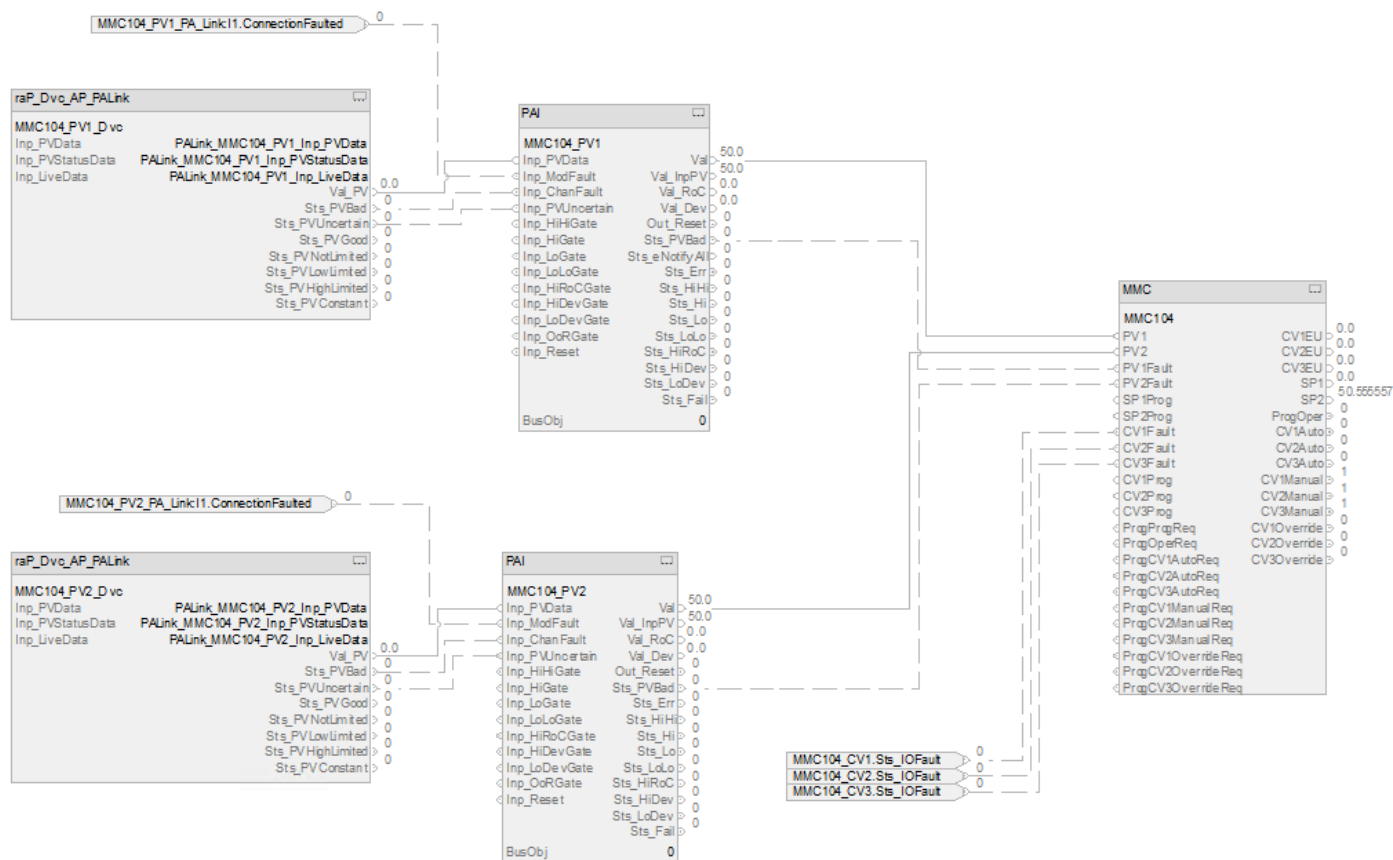 MMC104_PV1_PA_Link:I1.ConnectionFaulted 0
raP_Dvc_AP_PALink
MMC104_PV1_Dvc
Inp_PVData PALink_MMC104_PV1_Inp_PVData
Inp_PVStatusData PALink_MMC104_PV1_Inp_PVStatusData
Inp_LiveData PALink_MMC104_PV1_Inp_LiveData
Val_PV 0.0
Sts_PVBad 0
Sts_PVUncertain 0
Sts_PVGood 0
Sts_PVNotLimited 0
Sts_PVLowLimited 0
Sts_PVHighLimited 0
Sts_PVConstant 0
PAI
MMC104_PV1
Inp_PVData Val 50.0
Inp_ModFault Val_InpPV 50.0
Inp_ChanFault Val_RoC 0.0
Inp_PVUncertain Val_Dev 0.0
Inp_HiHiGate Out_Reset 0
Inp_HiGate Sts_PVBad 0
Inp_LoGate Sts_eNotifyAll 0
Inp_LoLoGate Sts_Err 0
Inp_HiRoCGate Sts_HiHi 0
Inp_HiDevGate Sts_Hi 0
Inp_LoDevGate Sts_Lo 0
Inp_OoRGate Sts_LoLo 0
Inp_Reset Sts_HiRoC 0
Sts_HiDev 0
Sts_LoDev 0
Sts_Fail 0
BusObj 0
MMC104_PV2_PA_Link:I1.ConnectionFaulted 0
raP_Dvc_AP_PALink
MMC104_PV2_Dvc
Inp_PVData PALink_MMC104_PV2_Inp_PVData
Inp_PVStatusData PALink_MMC104_PV2_Inp_PVStatusData
Inp_LiveData PALink_MMC104_PV2_Inp_LiveData
Val_PV 0.0
Sts_PVBad 0
Sts_PVUncertain 0
Sts_PVGood 0
Sts_PVNotLimited 0
Sts_PVLowLimited 0
Sts_PVHighLimited 0
Sts_PVConstant 0
PAI
MMC104_PV2
Inp_PVData Val 50.0
Inp_ModFault Val_InpPV 50.0
Inp_ChanFault Val_RoC 0.0
Inp_PVUncertain Val_Dev 0.0
Inp_HiHiGate Out_Reset 0
Inp_HiGate Sts_PVBad 0
Inp_LoGate Sts_Err 0
Inp_LoLoGate Sts_HiHi 0
Inp_HiRoCGate Sts_Hi 0
Inp_HiDevGate Sts_Lo 0
Inp_LoDevGate Sts_LoLo 0
Inp_OoRGate Sts_HiRoC 0
Inp_Reset Sts_HiDev 0
Sts_LoDev 0
Sts_Fail 0
BusObj 0
MMC104_CV1.Sts_IOFault 0
MMC104_CV2.Sts_IOFault 0
MMC104_CV3.Sts_IOFault 0
MMC
MMC104
PV1 CV1EU 0.0
PV2 CV2EU 0.0
PV1Fault CV3EU 0.0
PV2Fault SP1 0.0
SP1Prog SP2 50.555557
SP2Prog ProgOper 0
CV1Fault CV1Auto 0
CV2Fault CV2Auto 0
CV3Fault CV3Auto 0
CV1Prog CV1Manual 1
CV2Prog CV2Manual 1
CV3Prog CV3Manual 1
ProgProgReq CV1Override 0
ProgOperReq CV2Override 0
ProgCV1AutoReq CV3Override 0
ProgCV2AutoReq
ProgCV3AutoReq
ProgCV1ManualReq
ProgCV2ManualReq
ProgCV3ManualReq
ProgCV1OverrideReq
ProgCV2OverrideReq
ProgCV3OverrideReq